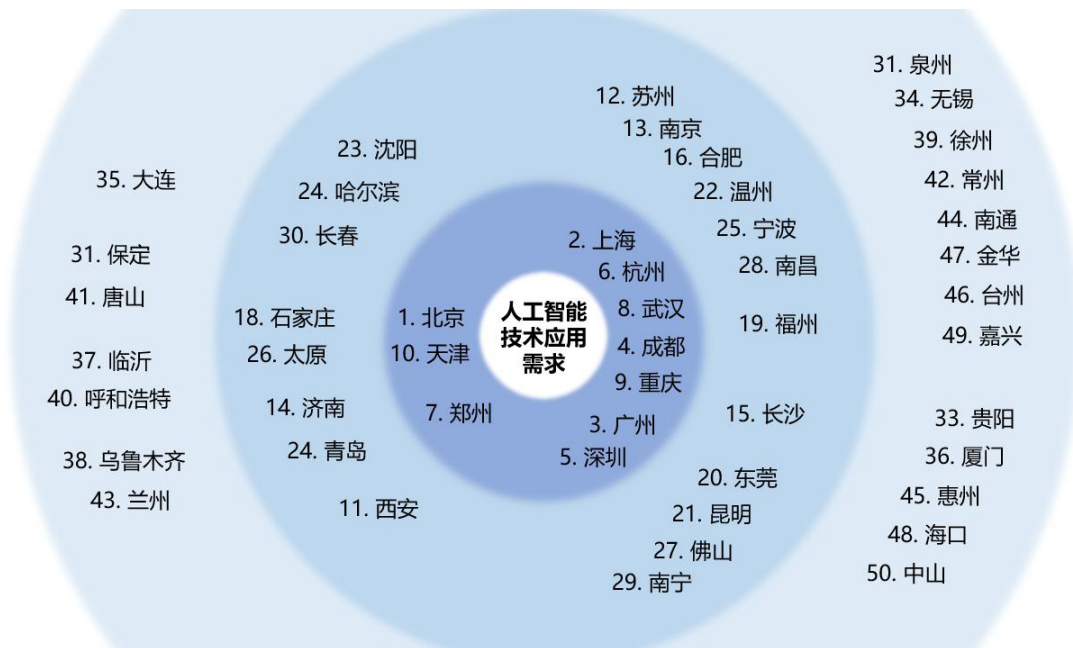 人工智能
技术应用
需求
1. 北京
10. 天津
7. 郑州
2. 上海
6. 杭州
8. 武汉
4. 成都
9. 重庆
3. 广州
5. 深圳
23. 沈阳
24. 哈尔滨
30. 长春
18. 石家庄
26. 太原
14. 济南
24. 青岛
11. 西安
12. 苏州
13. 南京
16. 合肥
22. 温州
25. 宁波
28. 南昌
19. 福州
15. 长沙
20. 东莞
21. 昆明
27. 佛山
29. 南宁
35. 大连
31. 保定
41. 唐山
37. 临沂
40. 呼和浩特
38. 乌鲁木齐
43. 兰州
31. 泉州
34. 无锡
39. 徐州
42. 常州
44. 南通
47. 金华
46. 台州
49. 嘉兴
33. 贵阳
36. 厦门
45. 惠州
48. 海口
50. 中山